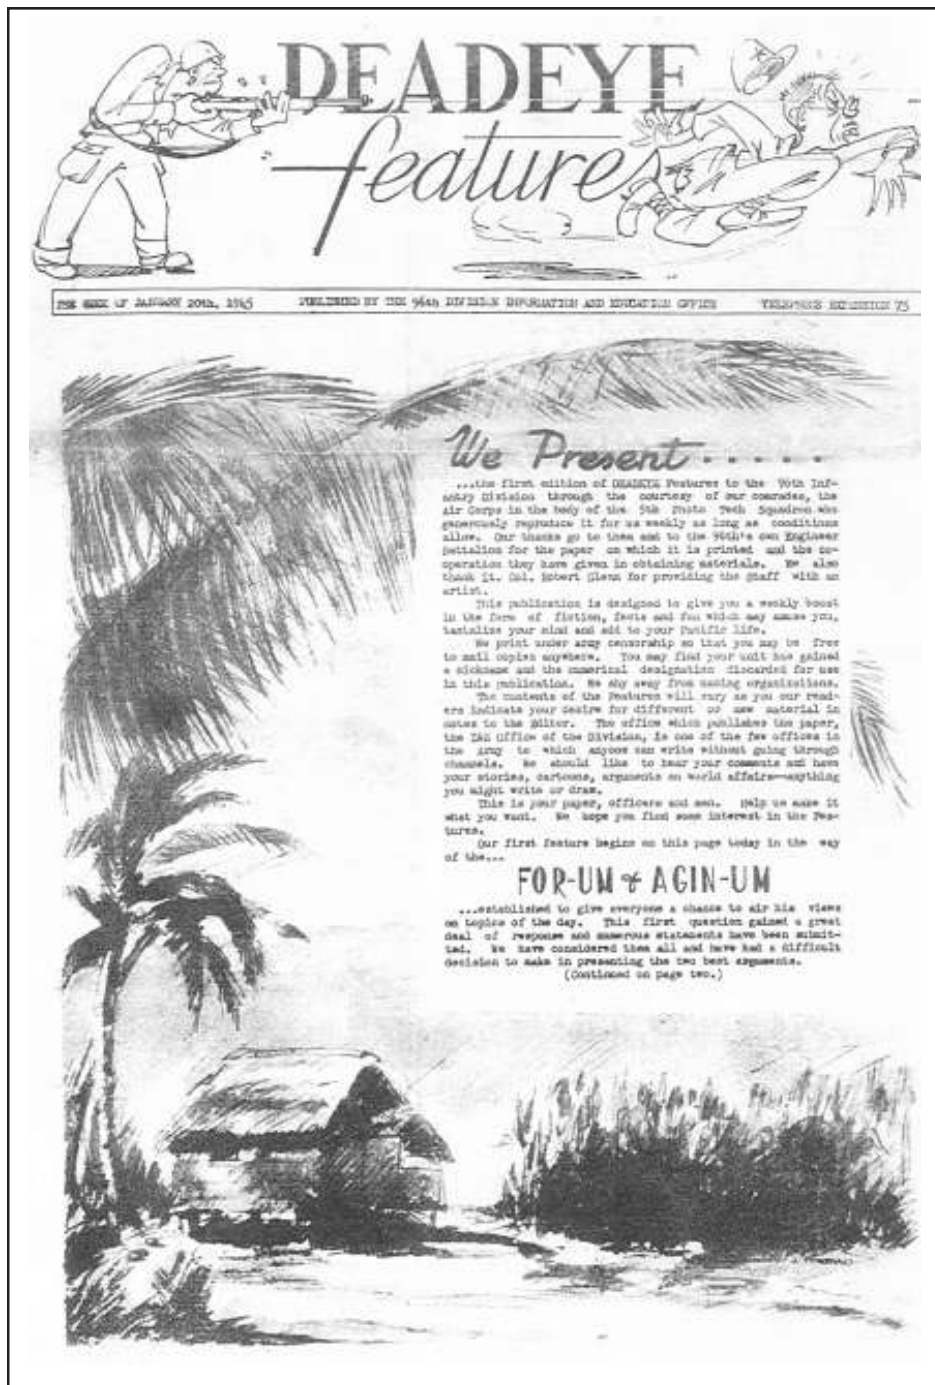 DEADEYE
features
THE WEEK OF JANUARY 20th, 1945 PUBLISHED BY THE 96th DIVISION INFORMATION AND EDUCATION OFFICE TELEPHONE EXTENSION 75
We Present.....
...the first edition of DEADEYE Features to the 96th Inf-
antry Division through the courtesy of our comrades, the
Air Corps in the body of the 5th Photo Tech Squadron who
generously reproduce it for us weekly as long as conditions
allow. Our thanks go to them and to the 96th's own Engineer
Battalion for the paper on which it is printed and the co-
operation they have given in obtaining materials. We also
thank Lt. Col. Robert Glenn for providing the Staff with an
artist.
This publication is designed to give you a weekly boost
in the form of fiction, facts and fun which may amuse you,
tantalize your mind and add to your Pacific life.
We print under army censorship so that you may be free
to mail copies anywhere. You may find your unit has gained
a nickname and the numerical designation discarded for use
in this publication. We shy away from naming organizations.
The contents of the Features will vary as you our read-
ers indicate your desire for different or new material in
notes to the Editor. The office which publishes the paper,
the I&E Office of the Division, is one of the few offices in
the Army to which anyone can write without going through
channels. We should like to hear your comments and have
your stories, cartoons, arguments on world affairs--anything
you might write or draw.
This is your paper, officers and men. Help us make it
what you want. We hope you find some interest in the Fea-
tures.
Our first feature begins on this page today in the way
of the...
FOR-UM & AGIN-UM
...established to give everyone a chance to air his views
on topics of the day. This first question gained a great
deal of response and numerous statements have been submit-
ted. We have considered them all and have had a difficult
decision to make in presenting the two best arguments.
(Continued on page two.)